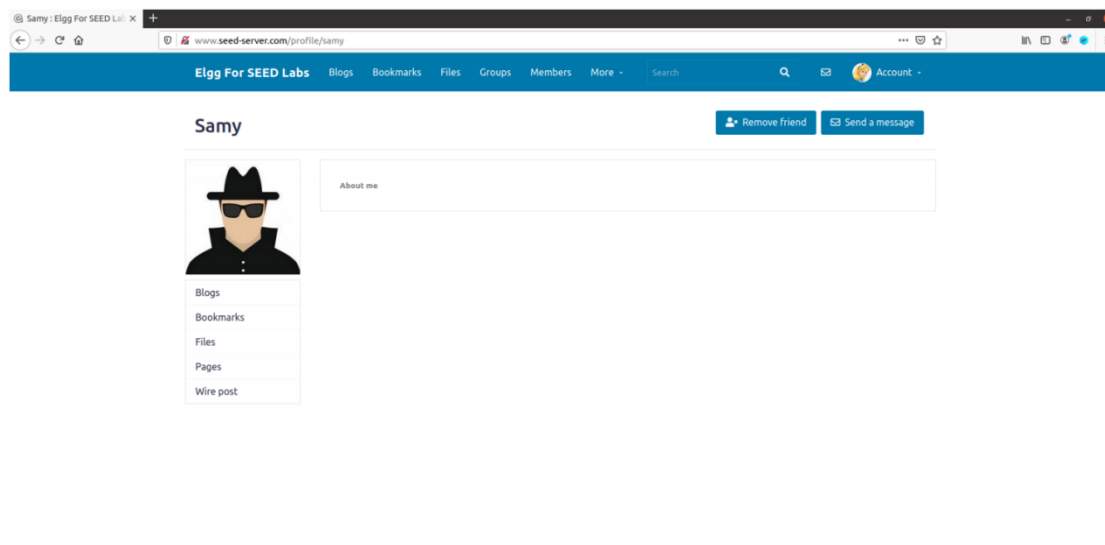 Samy : Elgg For SEED La
www.seed-server.com/profile/samy
Elgg For SEED Labs Blogs Bookmarks Files Groups Members More Search Account
Samy
Remove friend Send a message
About me
Blogs
Bookmarks
Files
Pages
Wire post